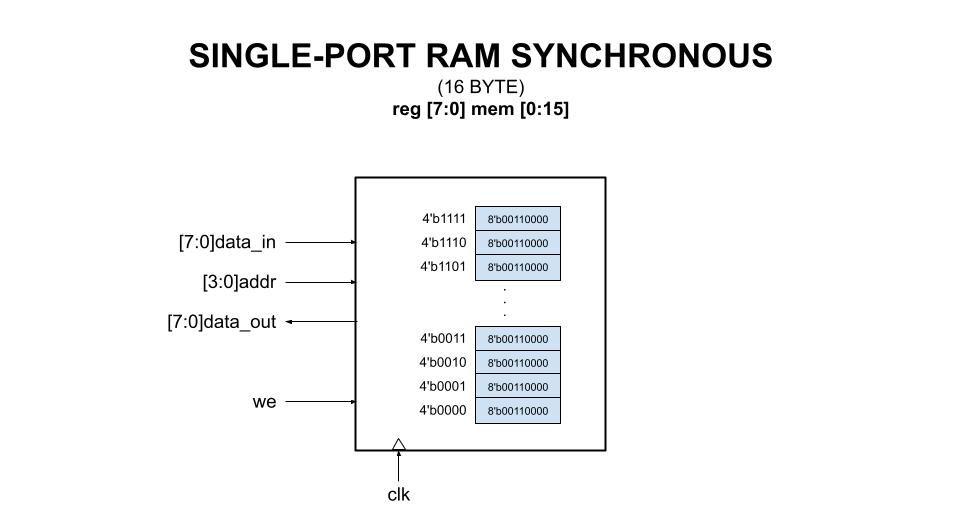 SINGLE-PORT RAM SYNCHRONOUS
(16 BYTE)
reg [7:0] mem [0:15]
4'b1111 8'b00110000
[7:0]data_in
4'b1110 8'b00110000
4'b1101 8'b00110000
[3:0]addr
.
.
.
[7:0]data_out
4'b0011 8'b00110000
4'b0010 8'b00110000
4'b0001 8'b00110000
we
4'b0000 8'b00110000
clk